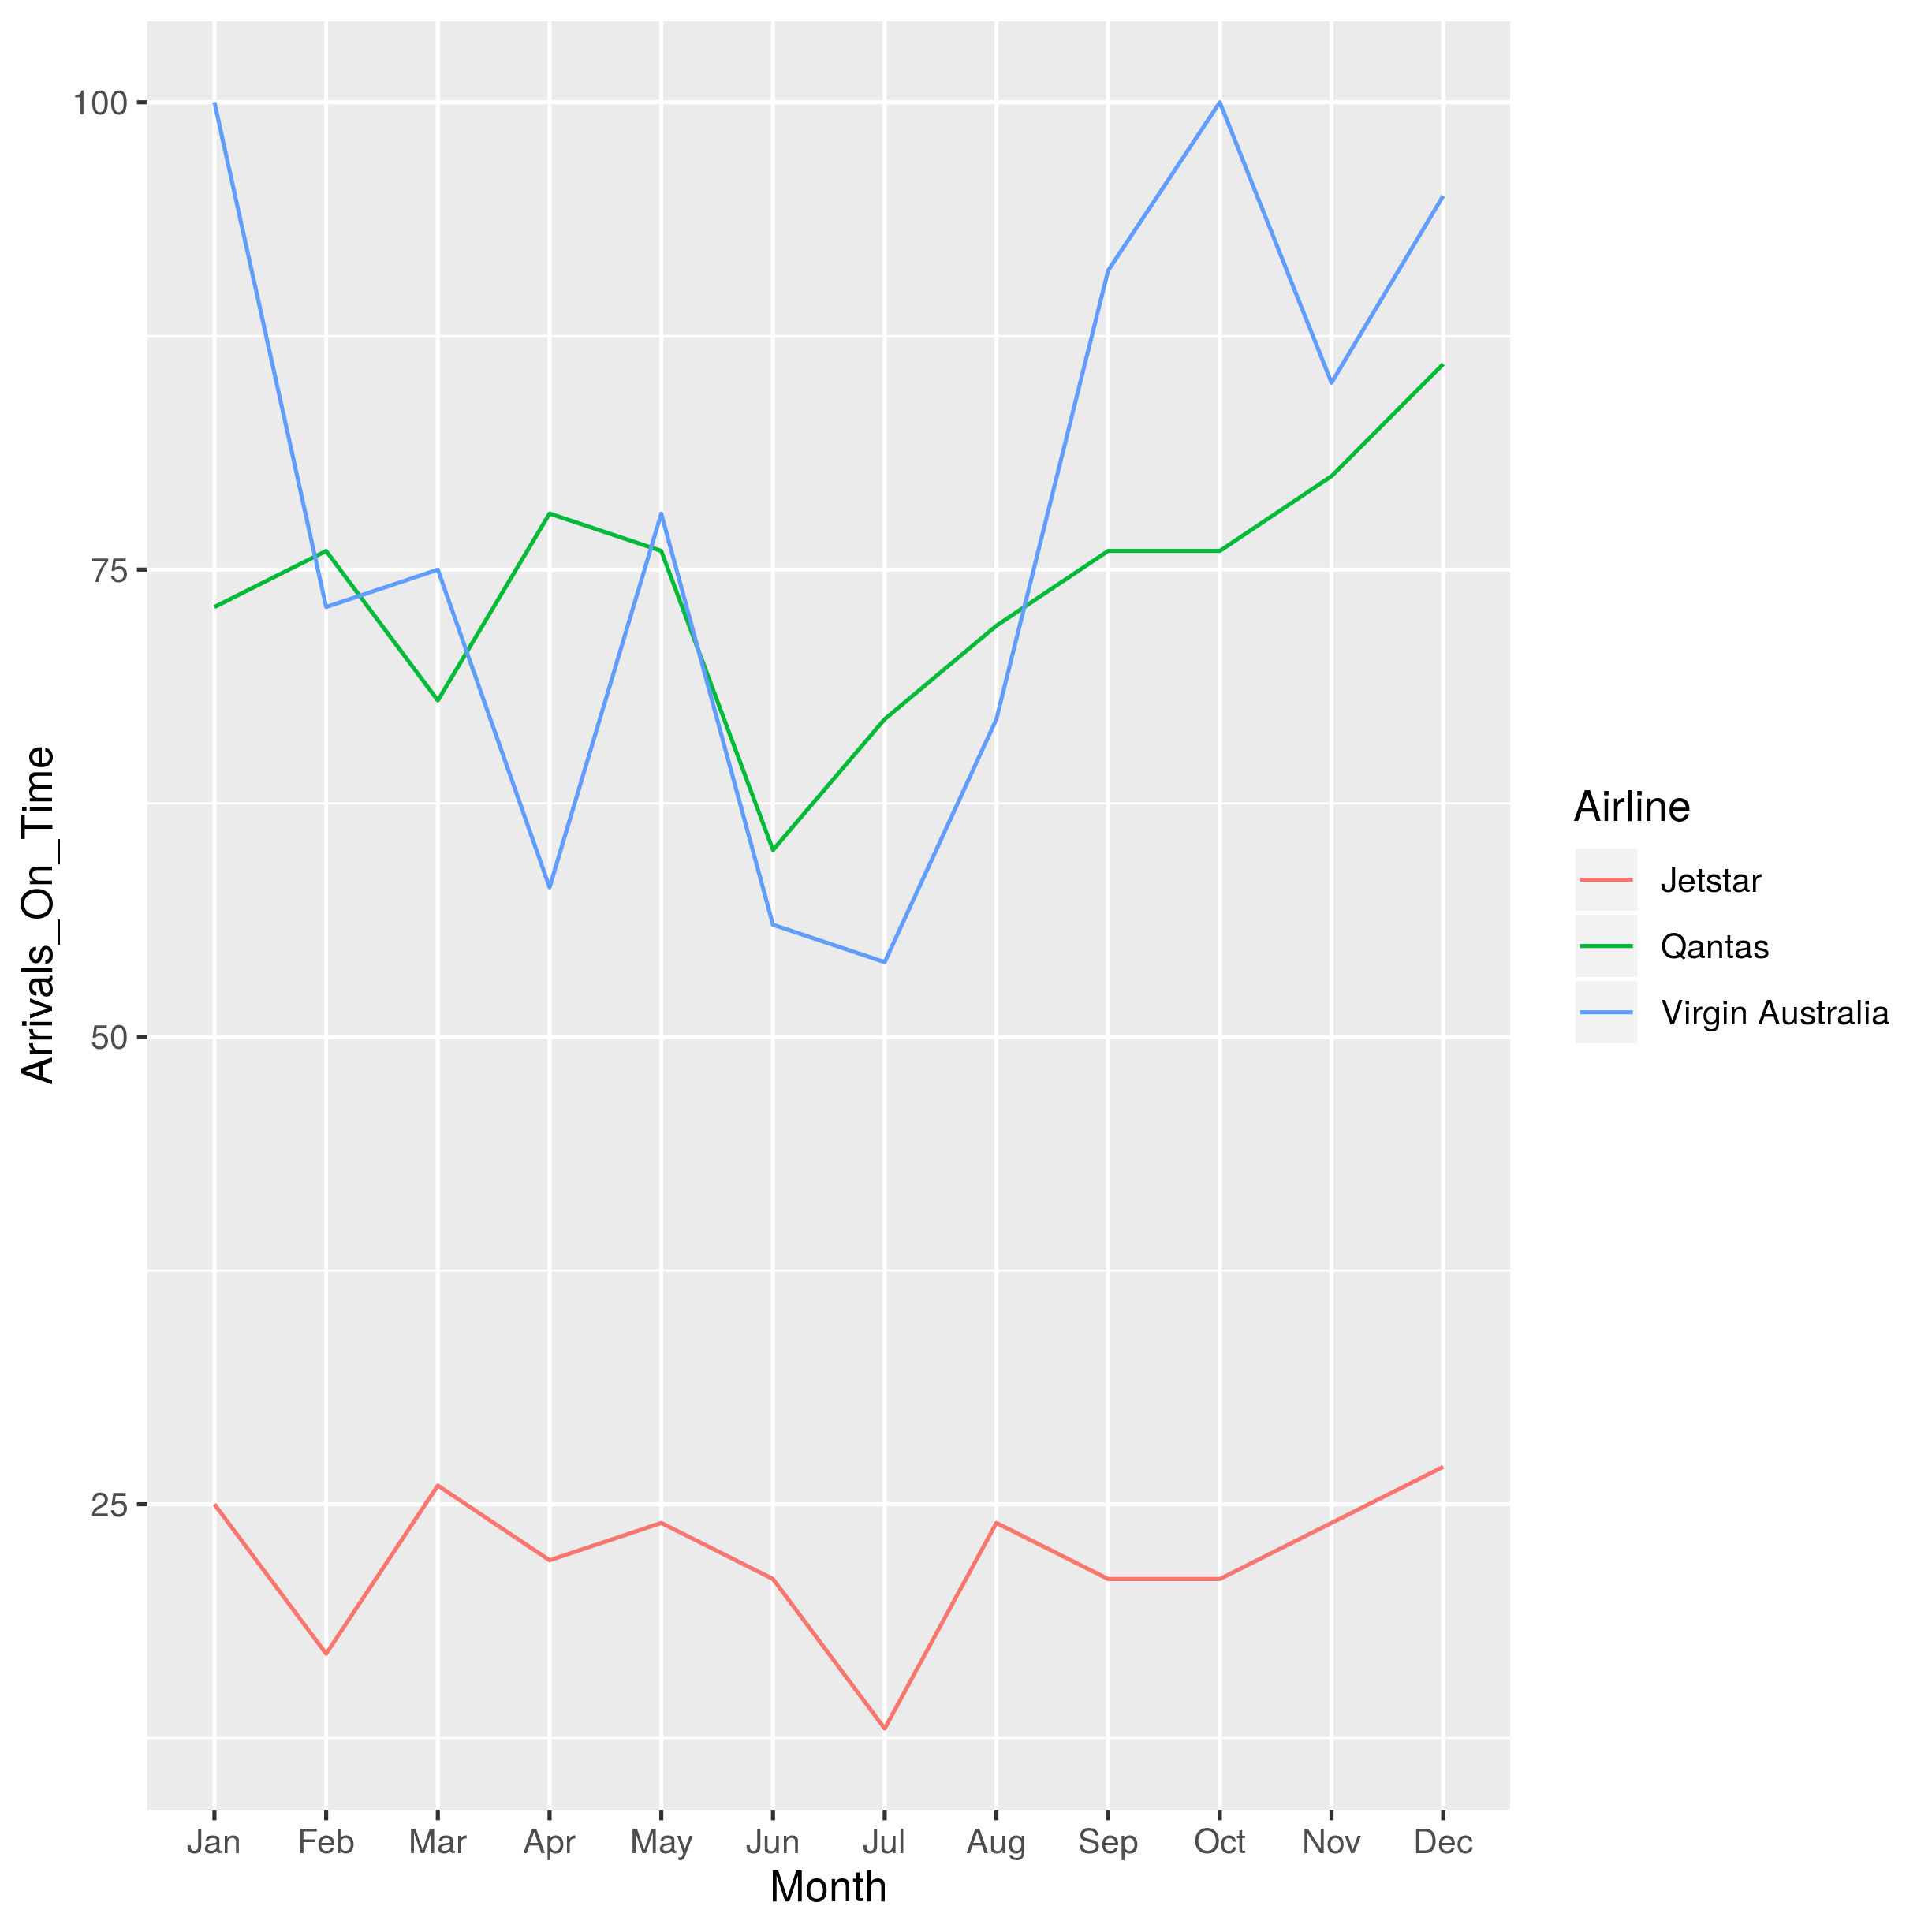 Arrivals_On_Time
100
75
50
25
Jan Feb Mar Apr May Jun Jul Aug Sep Oct Nov Dec
Month
Airline
Jetstar
Qantas
Virgin Australia